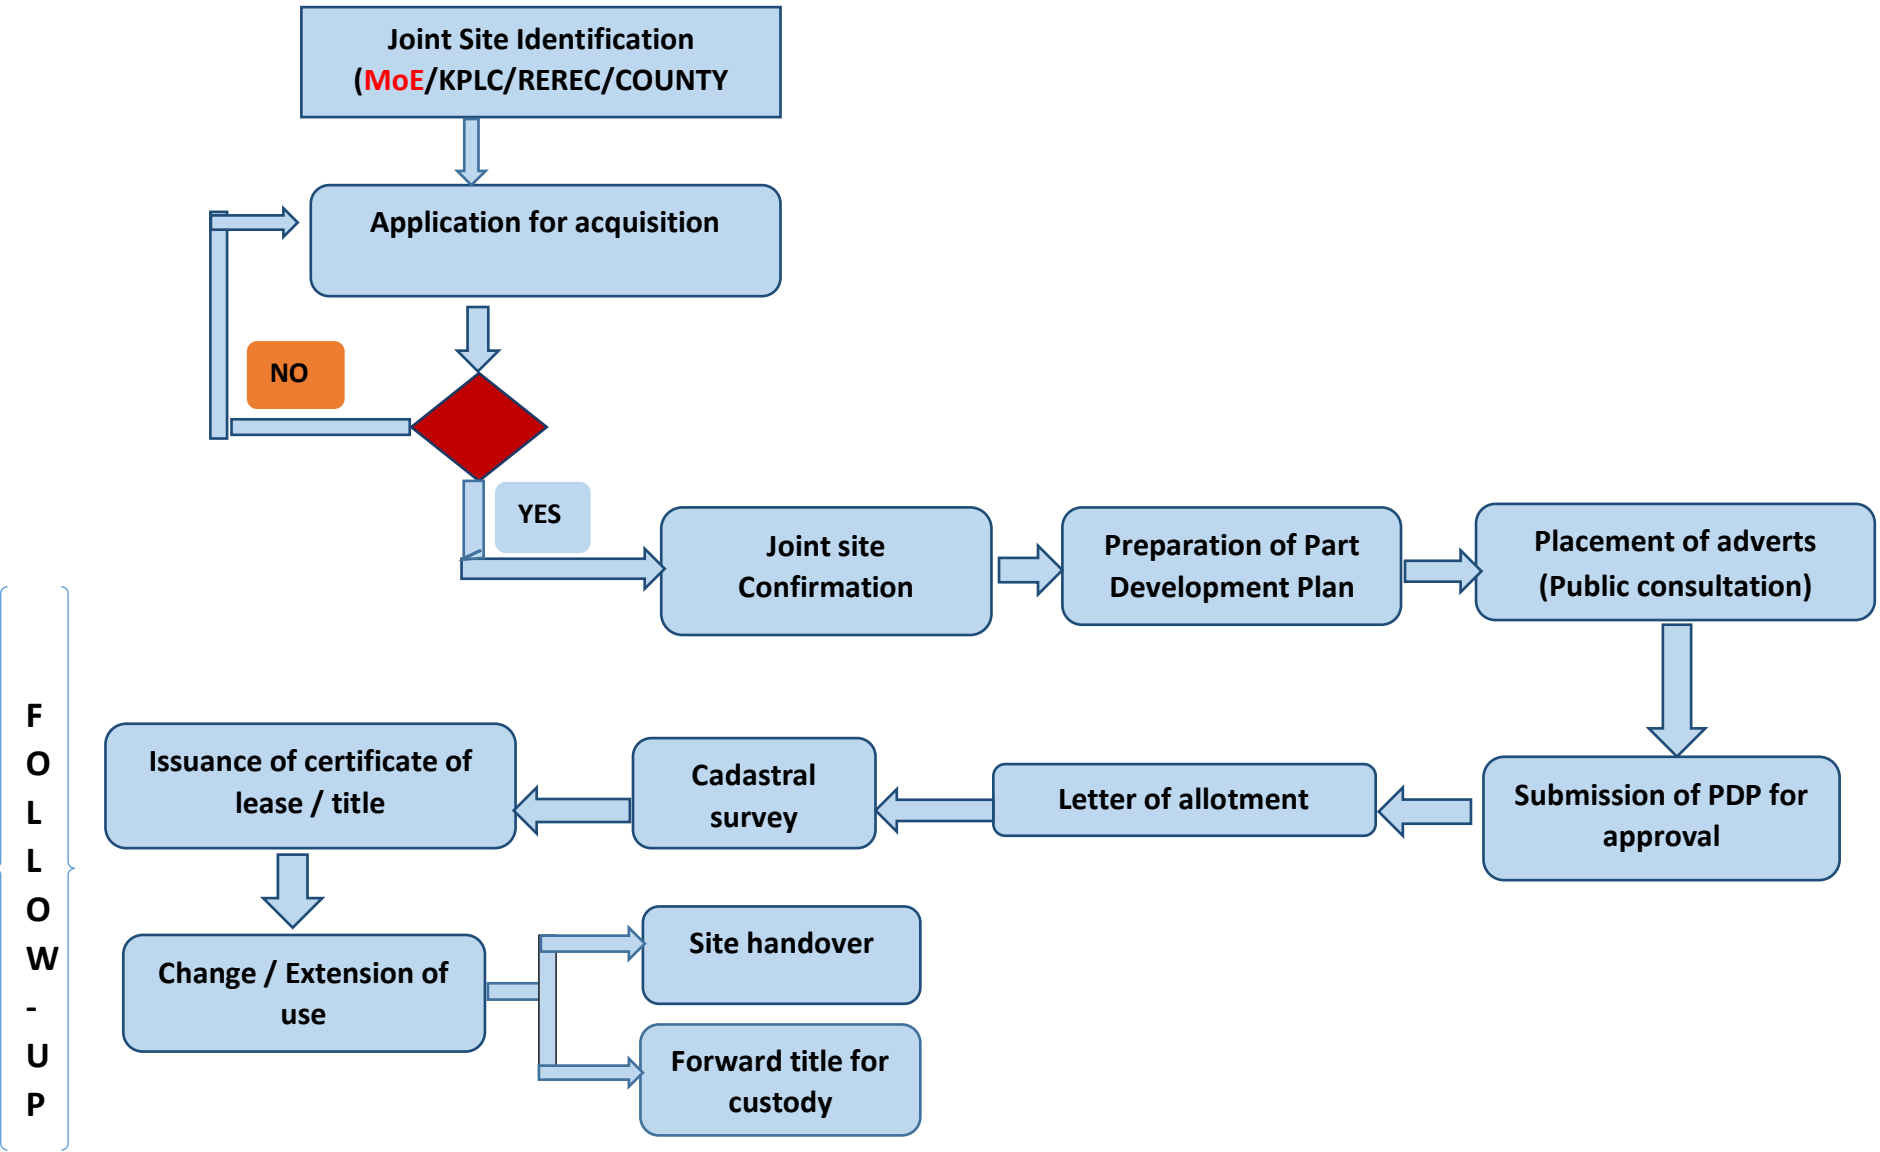 Joint Site Identification
(MoE/KPLC/REREC/COUNTY
Application for acquisition
NO
YES
Joint site
Confirmation
Preparation of Part
Development Plan
Placement of adverts
(Public consultation)
Submission of PDP for
approval
Letter of allotment
Cadastral
survey
Issuance of certificate of
lease / title
Change / Extension of
use
Site handover
Forward title for
custody
F
O
L
L
O
W
-
U
P